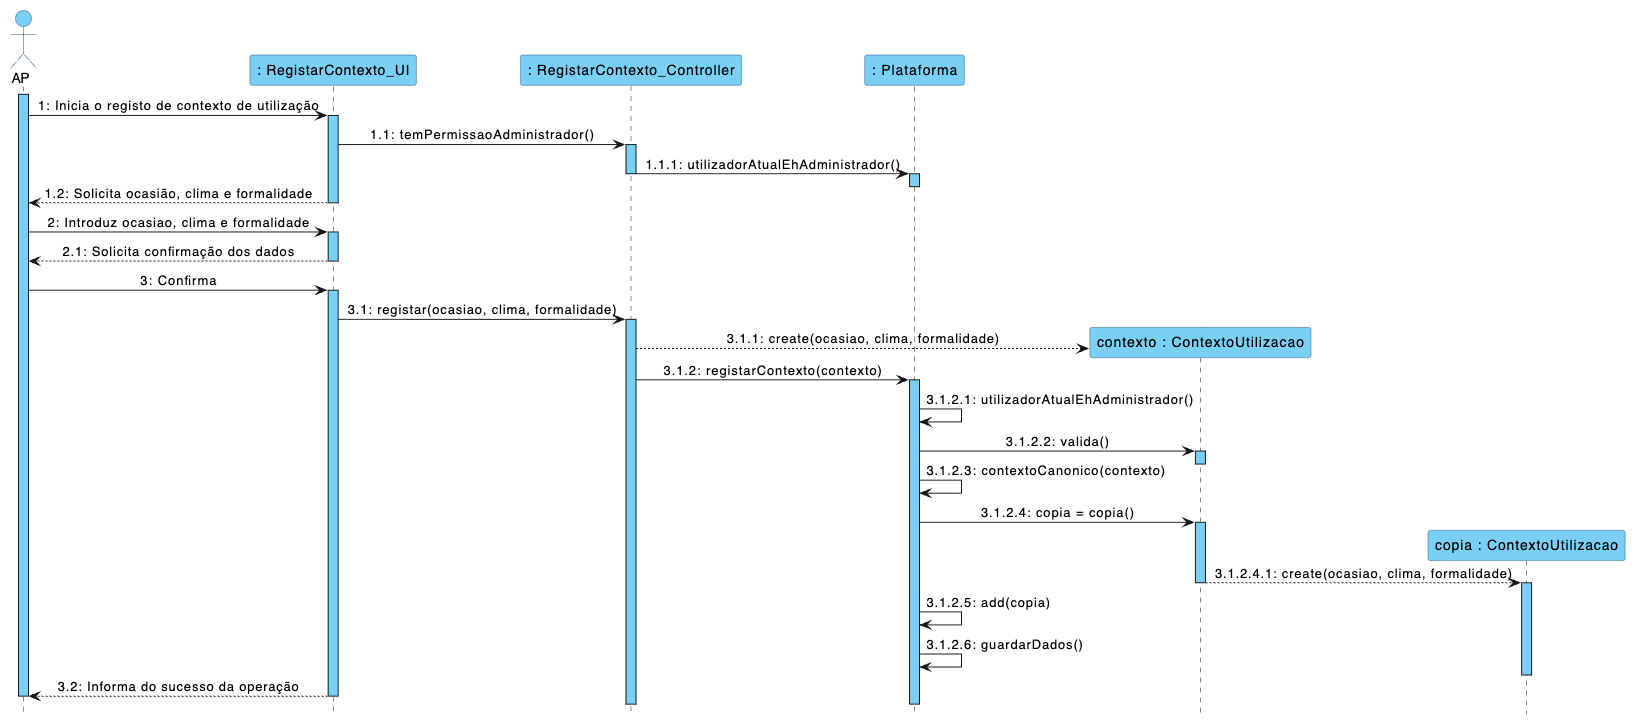 AP
: RegistarContexto_UI
: RegistarContexto_Controller
: Plataforma
1: Inicia o registo de contexto de utilização
1.1: temPermissaoAdministrador()
1.1.1: utilizadorAtualEhAdministrador()
1.2: Solicita ocasião, clima e formalidade
2: Introduz ocasiao, clima e formalidade
2.1: Solicita confirmação dos dados
3: Confirma
3.1: registar(ocasiao, clima, formalidade)
3.1.1: create(ocasiao, clima, formalidade)
contexto : ContextoUtilizacao
3.1.2: registarContexto(contexto)
3.1.2.1: utilizadorAtualEhAdministrador()
3.1.2.2: valida()
3.1.2.3: contextoCanonico(contexto)
3.1.2.4: copia = copia()
copia : ContextoUtilizacao
3.1.2.4.1: create(ocasiao, clima, formalidade)
3.1.2.5: add(copia)
3.1.2.6: guardarDados()
3.2: Informa do sucesso da operação